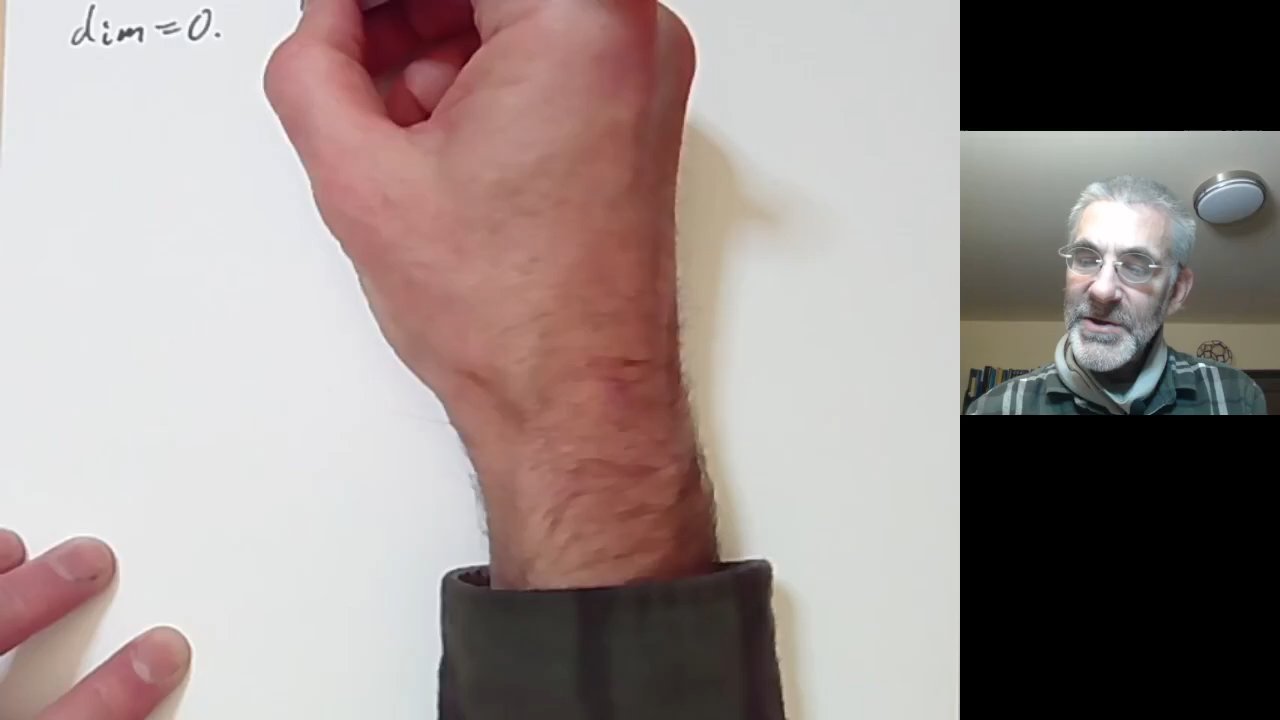 dim = 0.